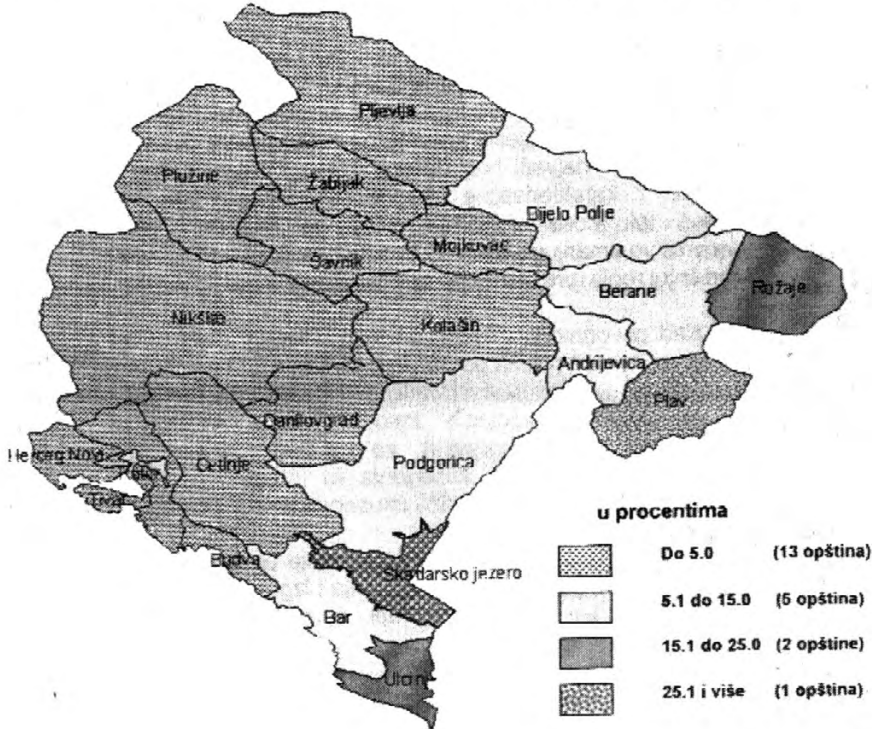 Pljevlja
Plužine
Žabljak
Bijelo Polje
Mojkovac
Šavnik
Berane
Rožaje
Nikšić
Kolašin
Andrijevica
Plav
Danilovgrad
Herceg Novi
Cetinje
Podgorica
Kotor
Tivat
u procentima
Budva
Skadarsko jezero
Do 5.0 (13 opština)
5.1 do 15.0 (5 opština)
Bar
15.1 do 25.0 (2 opštine)
Ulcinj
25.1 i više (1 opština)